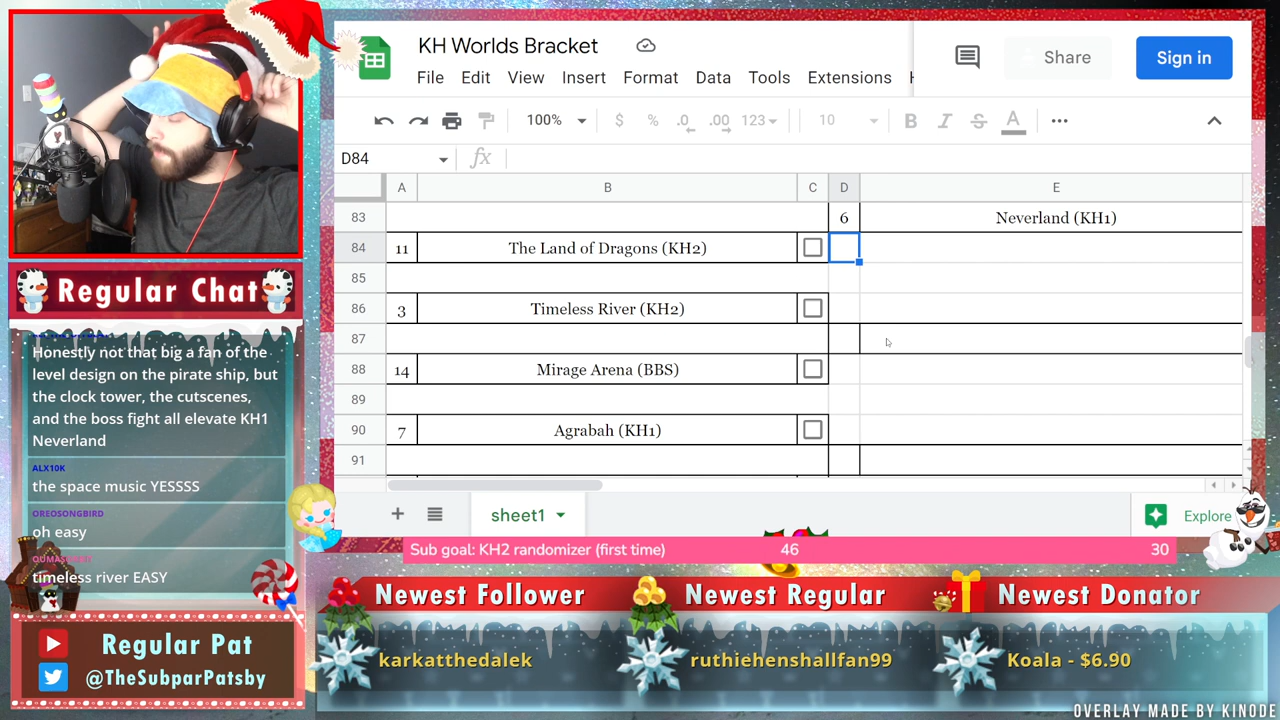 KH Worlds Bracket
File Edit View Insert Format Data Tools Extensions
Share
Sign in
100% $ % .0 .00 123 10 B I S A
D84 fx
A B C D E
83 6 Neverland (KH1)
84 11 The Land of Dragons (KH2)
85
86 3 Timeless River (KH2)
87
88 14 Mirage Arena (BBS)
89
90 7 Agrabah (KH1)
91
sheet1
Explore
Regular Chat
Honestly not that big a fan of the
level design on the pirate ship, but
the clock tower, the cutscenes,
and the boss fight all elevate KH1
Neverland
ALX10K
the space music YESSSS
OREOSONGBIRD
oh easy
timeless river EASY
Regular Pat
@TheSubparPatsby
Sub goal: KH2 randomizer (first time) 46 30
Newest Follower
karkatthedalek
Newest Regular
ruthiehenshallfan99
Newest Donator
Koala - $6.90
OVERLAY MADE BY KINODE